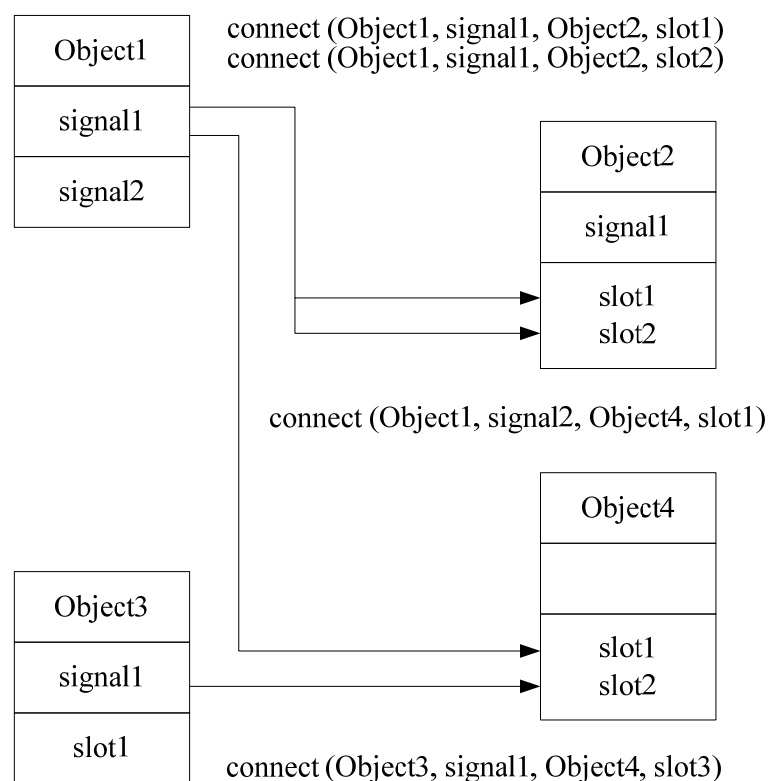 connect (Object1, signal1, Object2, slot1)
connect (Object1, signal1, Object2, slot2)
Object1
signal1
signal2
Object2
signal1
slot1
slot2
connect (Object1, signal2, Object4, slot1)
Object4
slot1
slot2
Object3
signal1
slot1
connect (Object3, signal1, Object4, slot3)